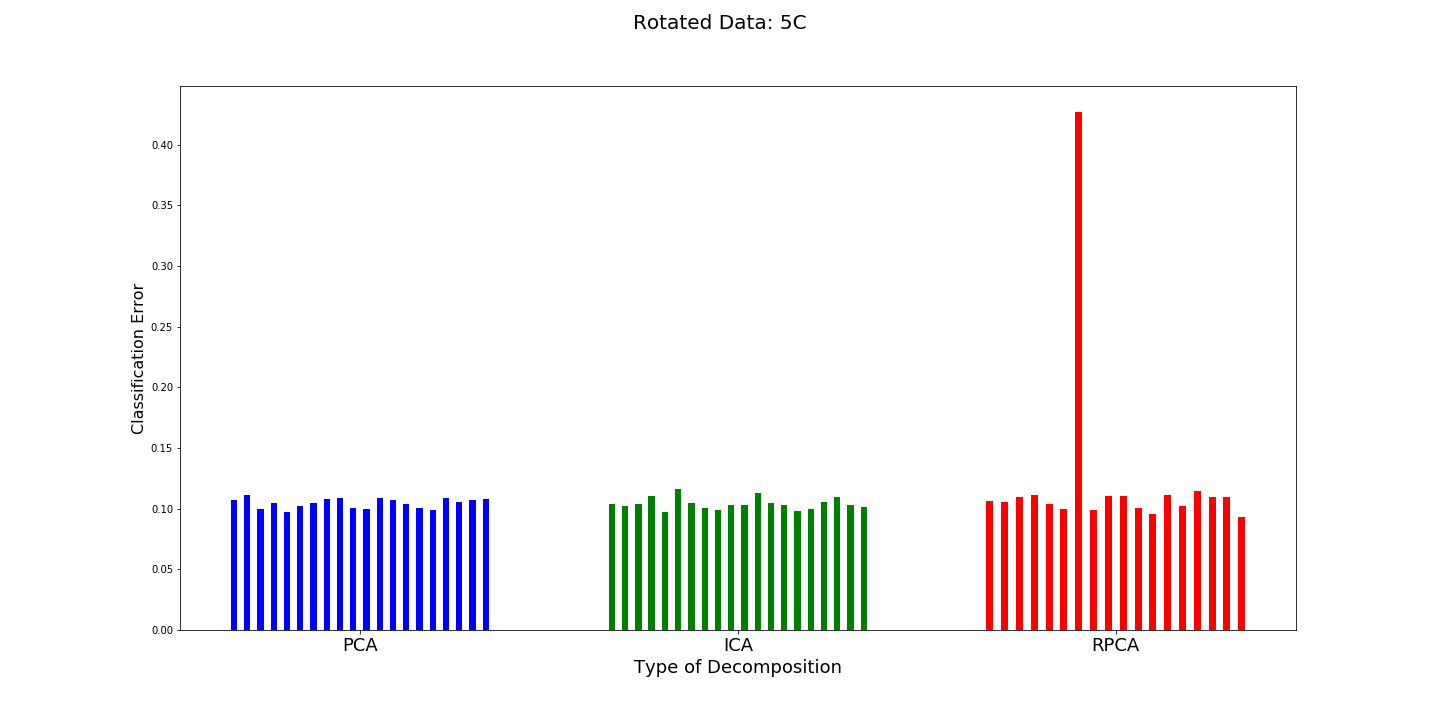 Rotated Data: 5C
0.40
0.35
0.30
0.25
0.20
0.15
0.10
0.05
0.00
Classification Error
PCA
ICA
RPCA
Type of Decomposition